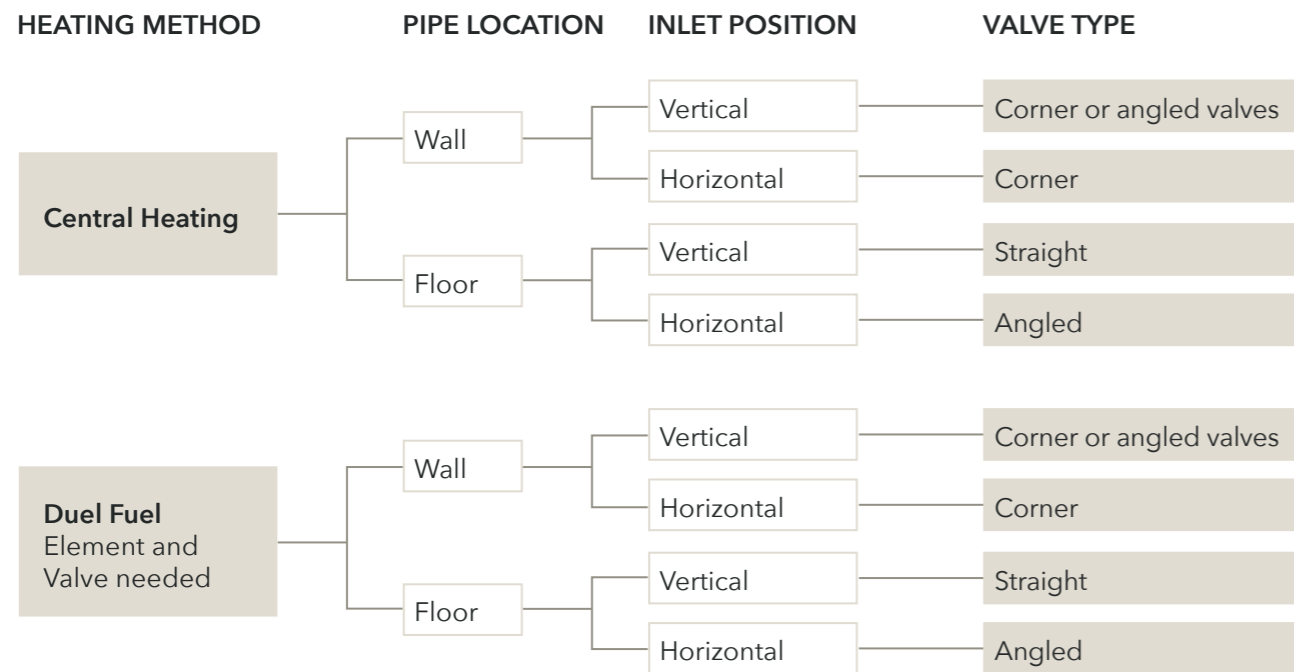 HEATING METHOD PIPE LOCATION INLET POSITION VALVE TYPE
Central Heating
Wall
Vertical Corner or angled valves
Horizontal Corner
Floor
Vertical Straight
Horizontal Angled
Duel Fuel
Element and
Valve needed
Wall
Vertical Corner or angled valves
Horizontal Corner
Floor
Vertical Straight
Horizontal Angled